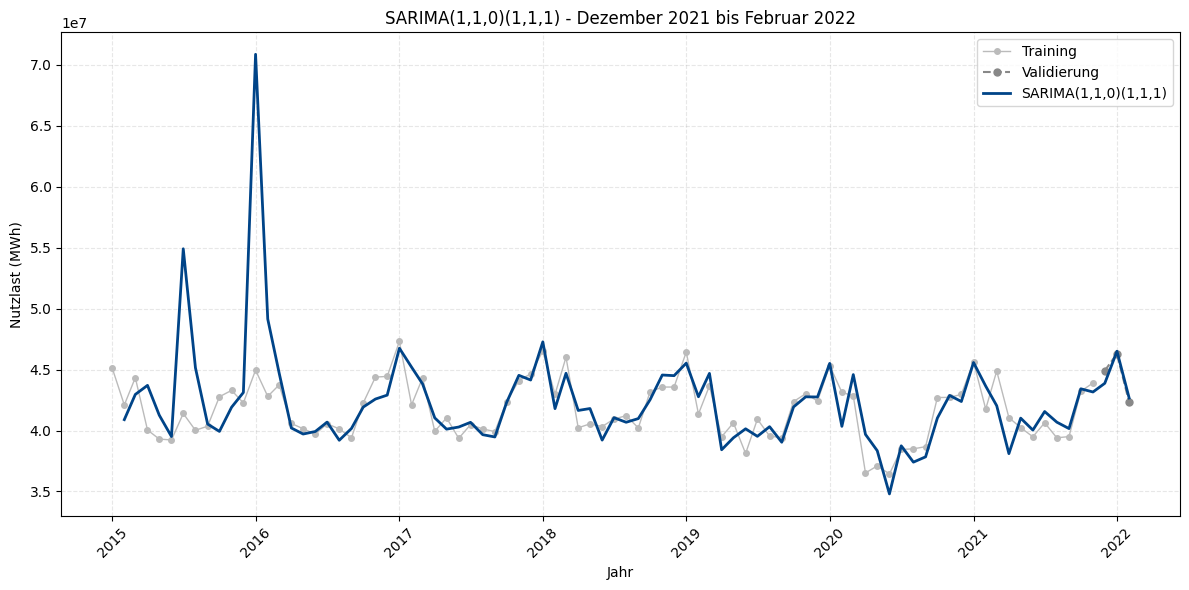 SARIMA(1,1,0)(1,1,1) - Dezember 2021 bis Februar 2022
1e7
Training
Validierung
SARIMA(1,1,0)(1,1,1)
7.0
6.5
6.0
5.5
5.0
4.5
4.0
3.5
Nutzlast (MWh)
2015
2016
2017
2018
2019
2020
2021
2022
Jahr